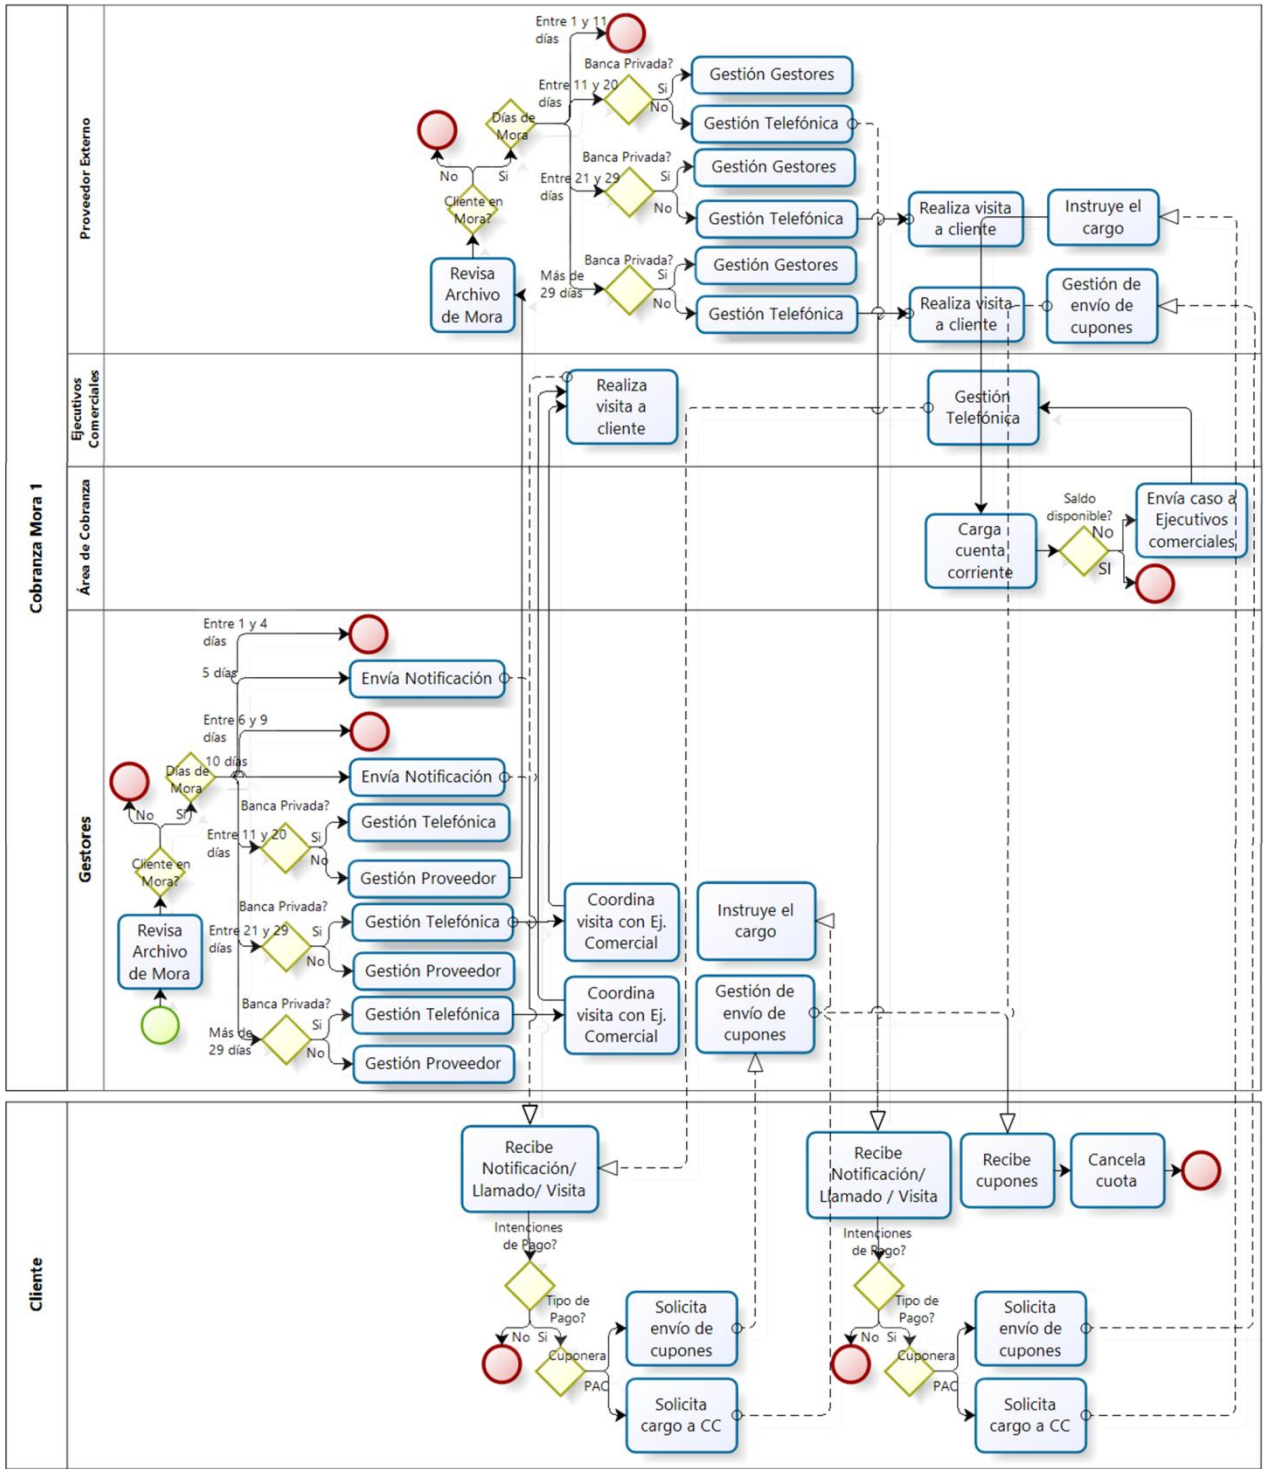 Cobranza Mora 1
Proveedor Externo
Entre 1 y 11
días
Banca Privada?
Entre 11 y 20
días
Si
No
Gestión Gestores
Gestión Telefónica
Días de
Mora
No
Si
Cliente en
Mora?
Revisa
Archivo
de Mora
Banca Privada?
Entre 21 y 29
días
Si
No
Gestión Gestores
Gestión Telefónica
Realiza visita
a cliente
Instruye el
cargo
Banca Privada?
Más de
29 días
Si
No
Gestión Gestores
Gestión Telefónica
Realiza visita
a cliente
Gestión de
envío de
cupones
Ejecutivos
Comerciales
Realiza
visita a
cliente
Gestión
Telefónica
Área de Cobranza
Carga
cuenta
corriente
Saldo
disponible?
No
SI
Envía caso a
Ejecutivos
comerciales
Gestores
Entre 1 y 4
días
5 días
Envía Notificación
Entre 6 y 9
días
10 días
Envía Notificación
Días de
Mora
No
Si
Cliente en
Mora?
Revisa
Archivo
de Mora
Banca Privada?
Entre 11 y 20
días
Si
No
Gestión Telefónica
Gestión Proveedor
Banca Privada?
Entre 21 y 29
días
Si
No
Gestión Telefónica
Gestión Proveedor
Coordina
visita con Ej.
Comercial
Instruye el
cargo
Banca Privada?
Más de
29 días
Si
No
Gestión Telefónica
Gestión Proveedor
Coordina
visita con Ej.
Comercial
Gestión de
envío de
cupones
Cliente
Recibe
Notificación/
Llamado/ Visita
Intenciones
de Pago?
No
Si
Tipo de
Pago?
Cuponera
PAC
Solicita
envío de
cupones
Solicita
cargo a CC
Recibe
Notificación/
Llamado / Visita
Recibe
cupones
Cancela
cuota
Intenciones
de Pago?
No
Si
Tipo de
Pago?
Cuponera
PAC
Solicita
envío de
cupones
Solicita
cargo a CC